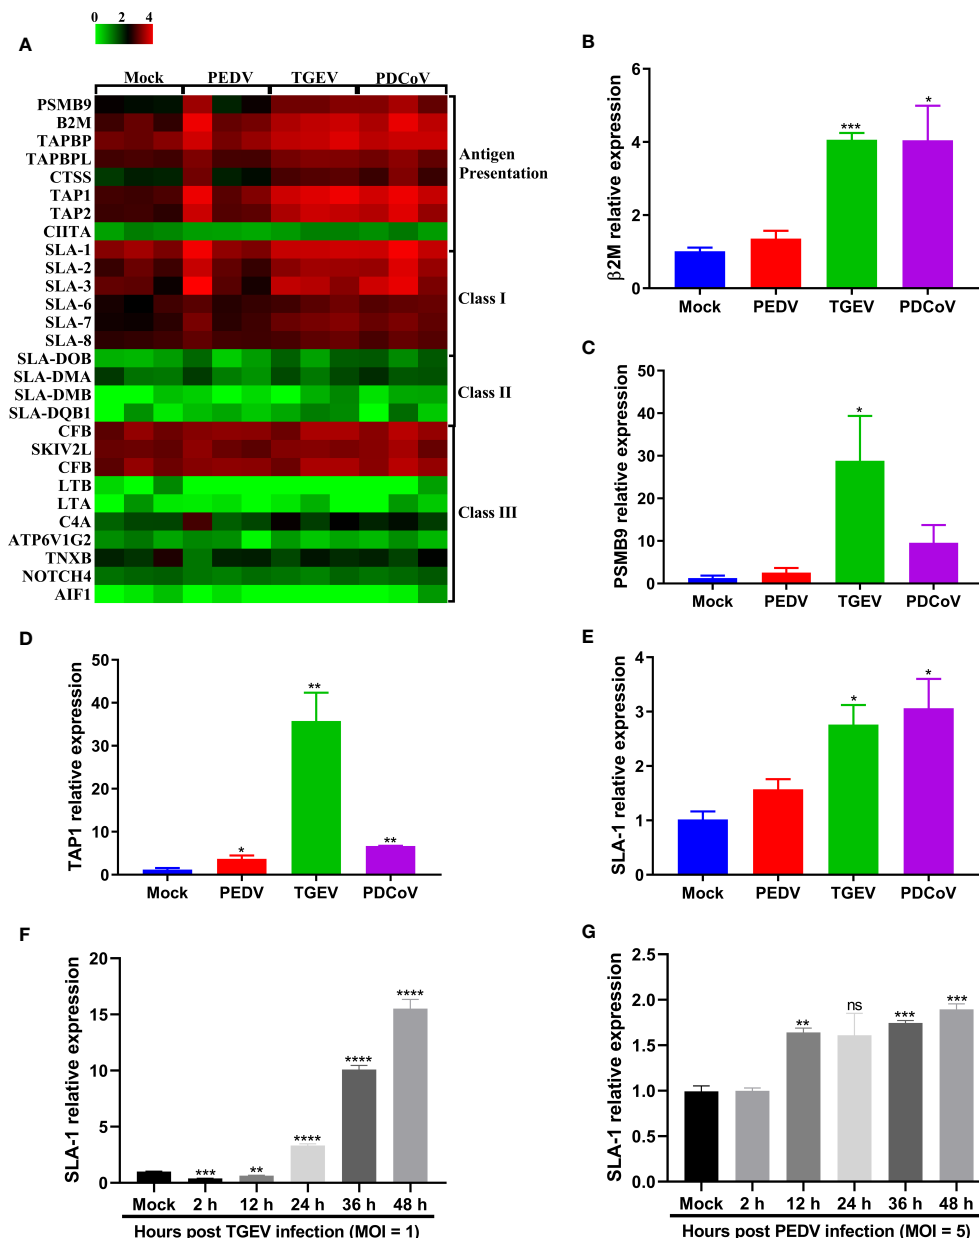 A
0 2 4
Mock PEDV TGEV PDCoV
PSMB9
B2M
TAPBP
TAPBPL
CTSS
TAP1
TAP2
CIITA
SLA-1
SLA-2
SLA-3
SLA-6
SLA-7
SLA-8
SLA-DOB
SLA-DMA
SLA-DMB
SLA-DQB1
CFB
SKIV2L
CFB
LTB
LTA
C4A
ATP6V1G2
TNXB
NOTCH4
AIF1
Antigen
Presentation
Class I
Class II
Class III
B
β2M relative expression
6
4
2
0
***
*
Mock PEDV TGEV PDCoV
C
PSMB9 relative expression
50
40
30
20
10
0
*
Mock PEDV TGEV PDCoV
D
TAP1 relative expression
50
40
30
20
10
0
*
**
**
Mock PEDV TGEV PDCoV
E
SLA-1 relative expression
4
3
2
1
0
*
*
Mock PEDV TGEV PDCoV
F
SLA-1 relative expression
20
15
10
5
0
***
**
****
****
****
Mock 2 h 12 h 24 h 36 h 48 h
Hours post TGEV infection (MOI = 1)
G
SLA-1 relative expression
2.5
2.0
1.5
1.0
0.5
0.0
**
ns
***
***
Mock 2 h 12 h 24 h 36 h 48 h
Hours post PEDV infection (MOI = 5)